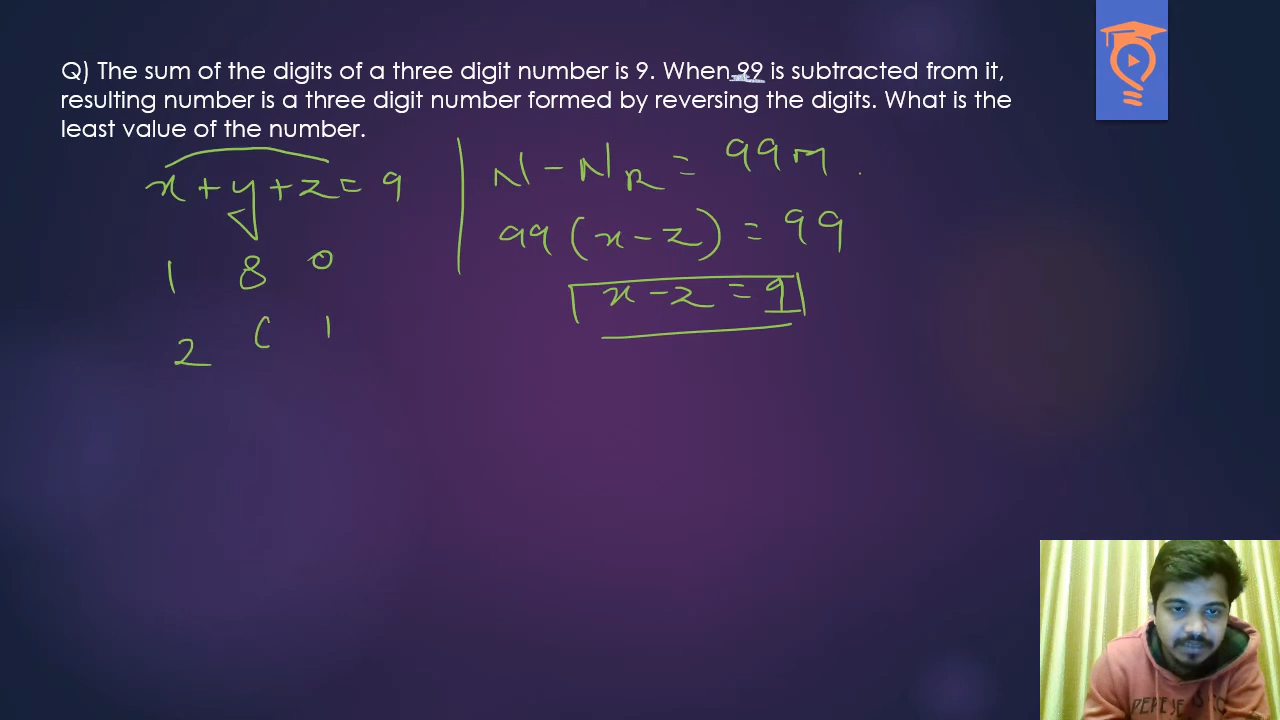 Q) The sum of the digits of a three digit number is 9. When 99 is subtracted from it,
resulting number is a three digit number formed by reversing the digits. What is the
least value of the number.
x + y + z = 9
N - N_R = 99m
99 (x - z) = 99
x - z = 1
1 8 0
2 1